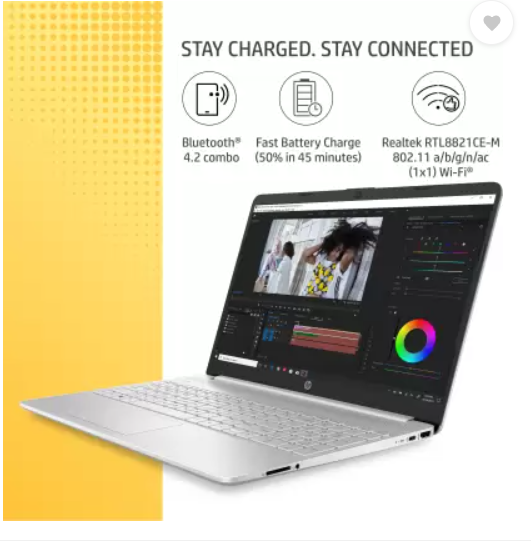 STAY CHARGED. STAY CONNECTED
Bluetooth®
4.2 combo
Fast Battery Charge
(50% in 45 minutes)
Realtek RTL8821CE-M
802.11 a/b/g/n/ac
(1x1) Wi-Fi®
hp